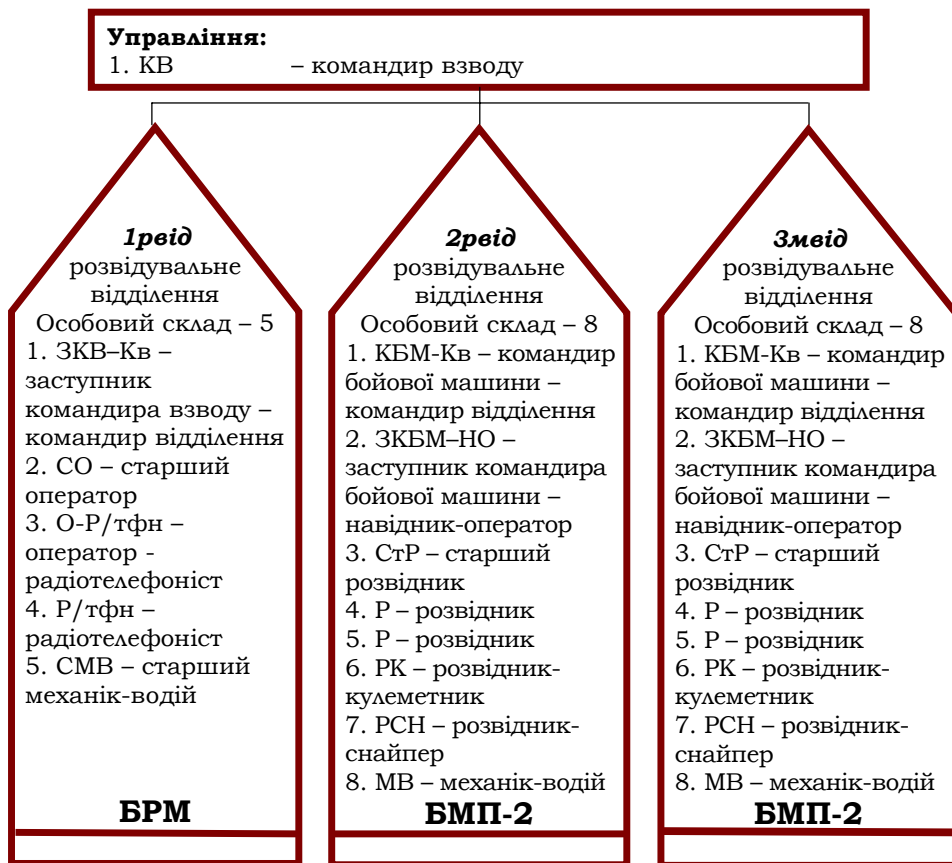 Управління:
1. КВ – командир взводу
1рвід
розвідувальне
відділення
Особовий склад – 5
1. ЗКВ–Кв –
заступник
командира взводу –
командир відділення
2. СО – старший
оператор
3. О-Р/тфн –
оператор -
радіотелефоніст
4. Р/тфн –
радіотелефоніст
5. СМВ – старший
механік-водій
БРМ
2рвід
розвідувальне
відділення
Особовий склад – 8
1. КБМ-Кв – командир
бойової машини –
командир відділення
2. ЗКБМ–НО –
заступник командира
бойової машини –
навідник-оператор
3. СтР – старший
розвідник
4. Р – розвідник
5. Р – розвідник
6. РК – розвідник-
кулеметник
7. РСН – розвідник-
снайпер
8. МВ – механік-водій
БМП-2
3мвід
розвідувальне
відділення
Особовий склад – 8
1. КБМ-Кв – командир
бойової машини –
командир відділення
2. ЗКБМ–НО –
заступник командира
бойової машини –
навідник-оператор
3. СтР – старший
розвідник
4. Р – розвідник
5. Р – розвідник
6. РК – розвідник-
кулеметник
7. РСН – розвідник-
снайпер
8. МВ – механік-водій
БМП-2